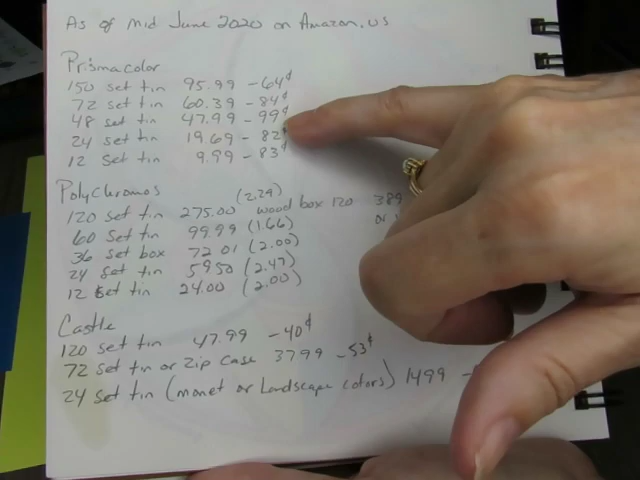 As of mid June 2020 on Amazon.us
Prismacolor
150 set tin 95.99 - 64¢
72 set tin 60.39 - 84¢
48 set tin 47.99 - 99¢
24 set tin 19.69 - 82¢
12 set tin 9.99 - 83¢
Polychromos
120 set tin 275.00 (2.29) wood box 120 389
60 set tin 99.99 (1.66) or
36 set box 72 01 (2.00)
24 set tin 59 50 (2.47)
12 set tin 24.00 (2.00)
Castle
120 set tin 47.99 - 40¢
72 set tin or zip case 3799 - 53¢
24 set tin (monet or Landscape colors) 1499 -